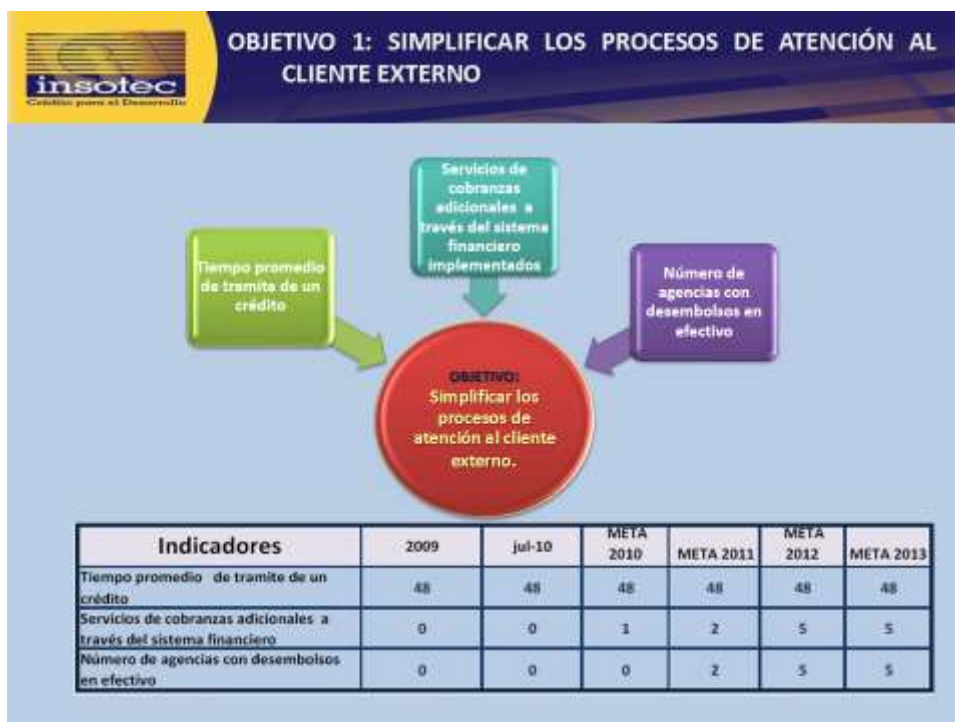 OBJETIVO 1: SIMPLIFICAR LOS PROCESOS DE ATENCIÓN AL
CLIENTE EXTERNO
insotec
Crédito para el Desarrollo
Servicios de
cobranzas
adicionales a
través del sistema
financiero
implementados
Tiempo promedio
de tramita de un
crédito
Número de
agencias con
desembolsos en
efectivo
OBJETIVO:
Simplificar los
procesos de
atención al cliente
externo.
Indicadores 2009 jul-10 META 2010 META 2011 META 2012 META 2013
Tiempo promedio de tramite de un
crédito 48 48 48 48 48 48
Servicios de cobranzas adicionales a
través del sistema financiero 0 0 1 2 5 5
Número de agencias con desembolsos
en efectivo 0 0 0 2 5 5